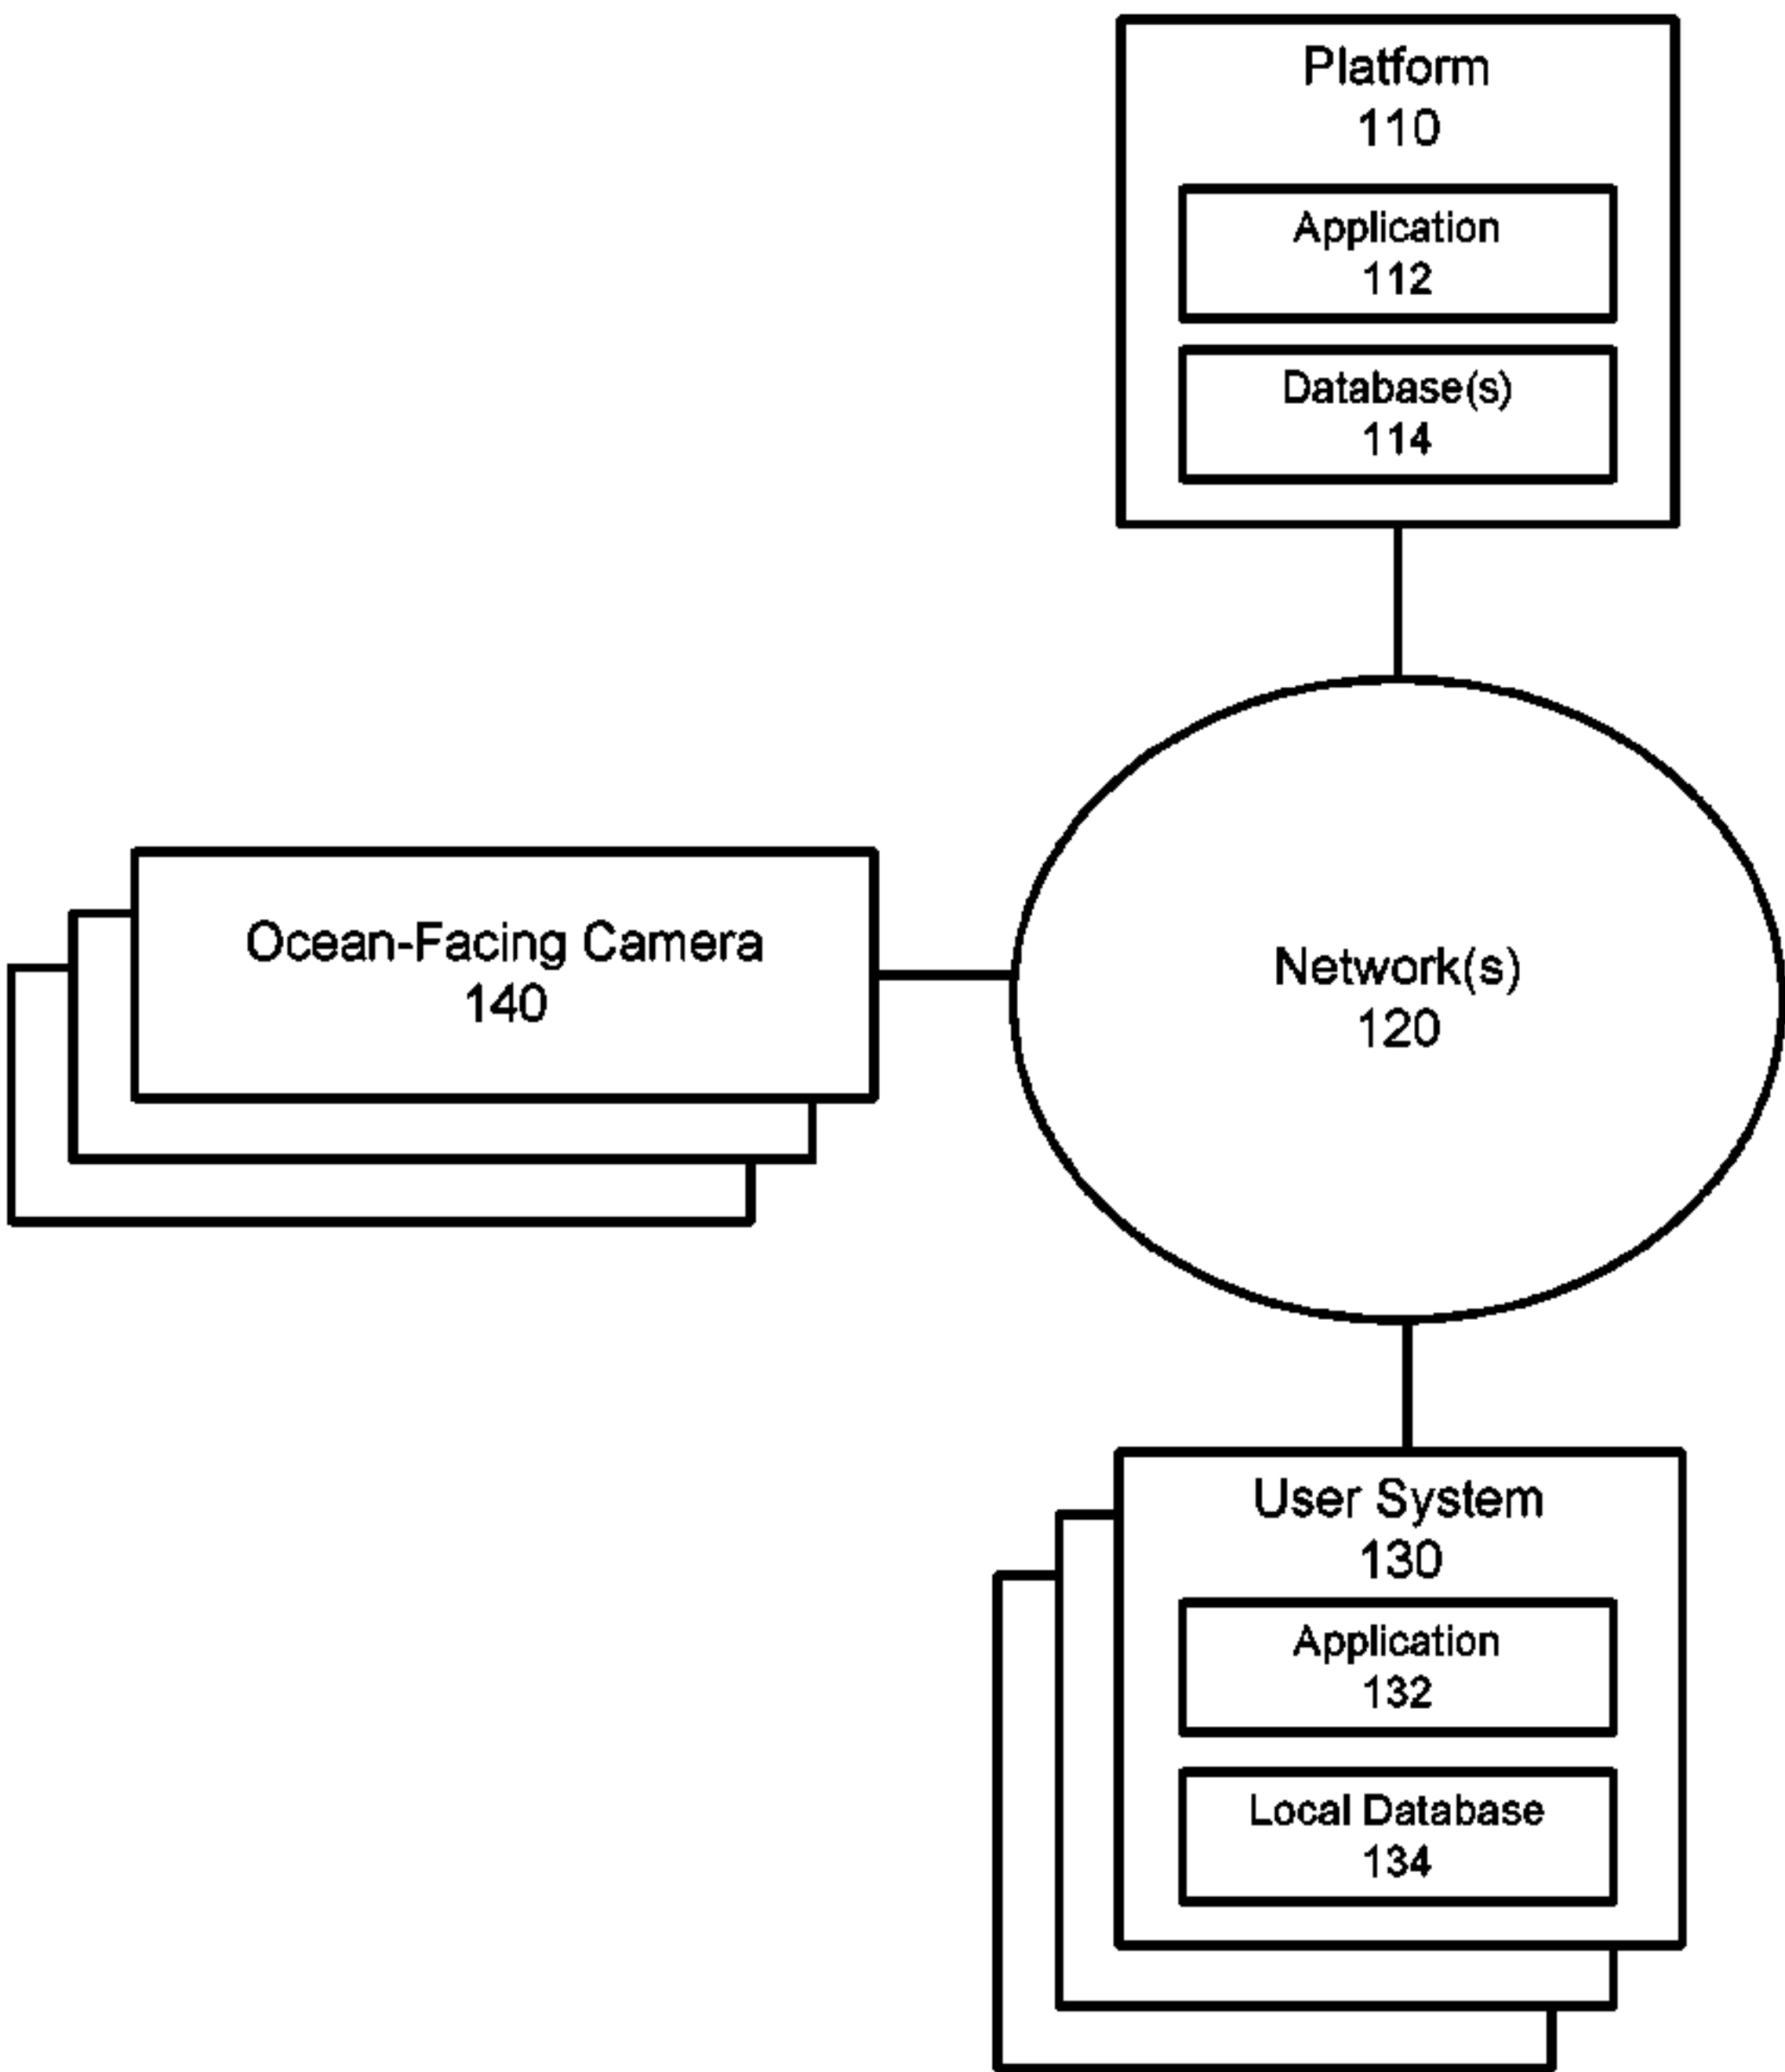 Platform
110
Application
112
Database(s)
114
Ocean-Facing Camera
140
Network(s)
120
User System
130
Application
132
Local Database
134